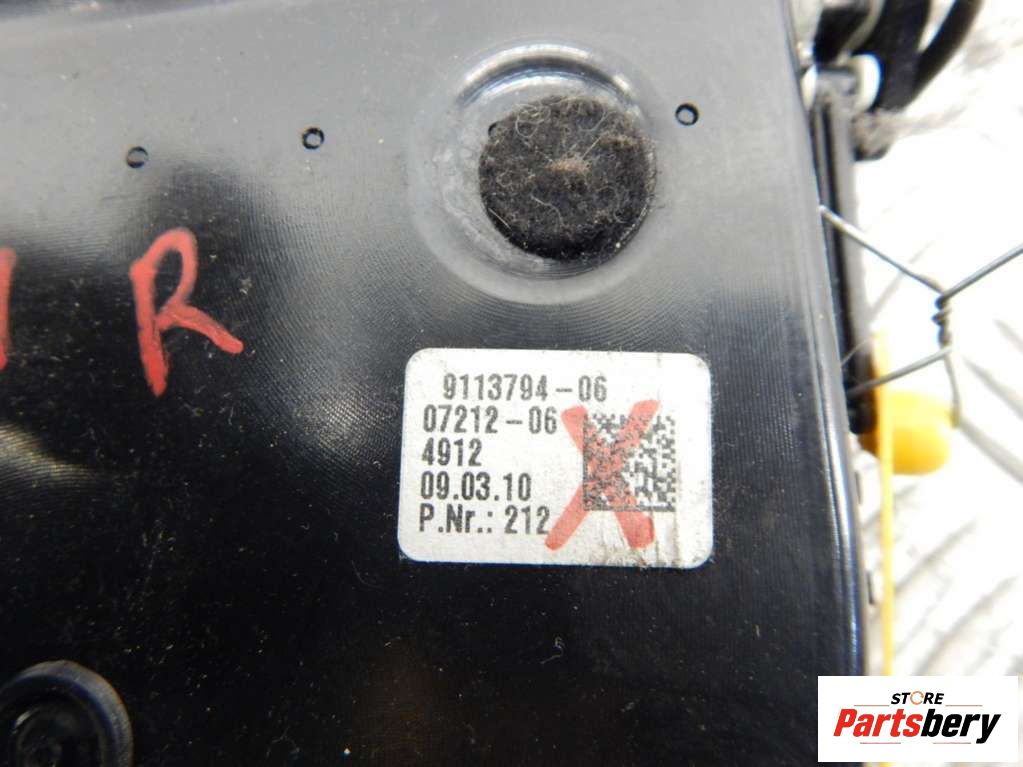 R
9113794-06
07212-06
4912
09.03.10
P.Nr.: 212
X
STORE
Partsbery